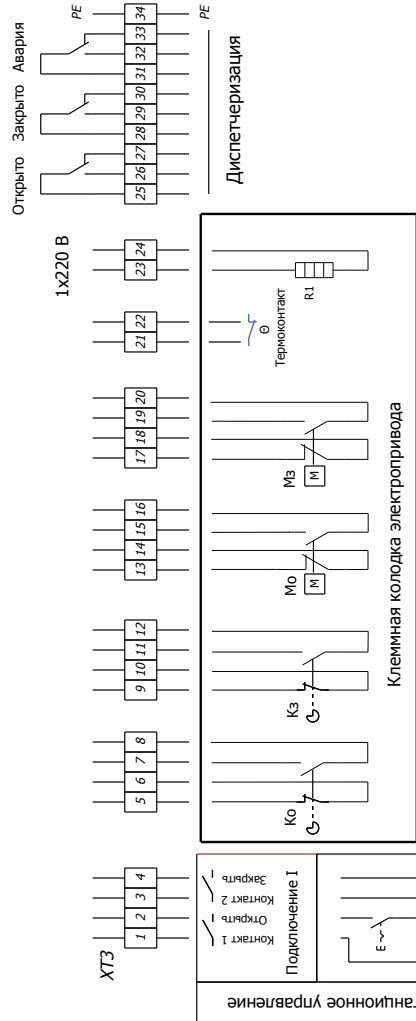 Открыто Закрыто Авария
PE
25 26 27 28 29 30 31 32 33 34
PE
Диспетчеризация
1x220 В
23 24
R1
21 22
Θ
Термоконтакт
17 18 19 20
Мз
M
13 14 15 16
Мо
M
9 10 11 12
Кз
5 6 7 8
Ко
Клеммная колодка электропривода
XT3
1 2 3 4
Контакт 1
Открыть
Контакт 2
Закрыть
Подключение I
E
танционное управление